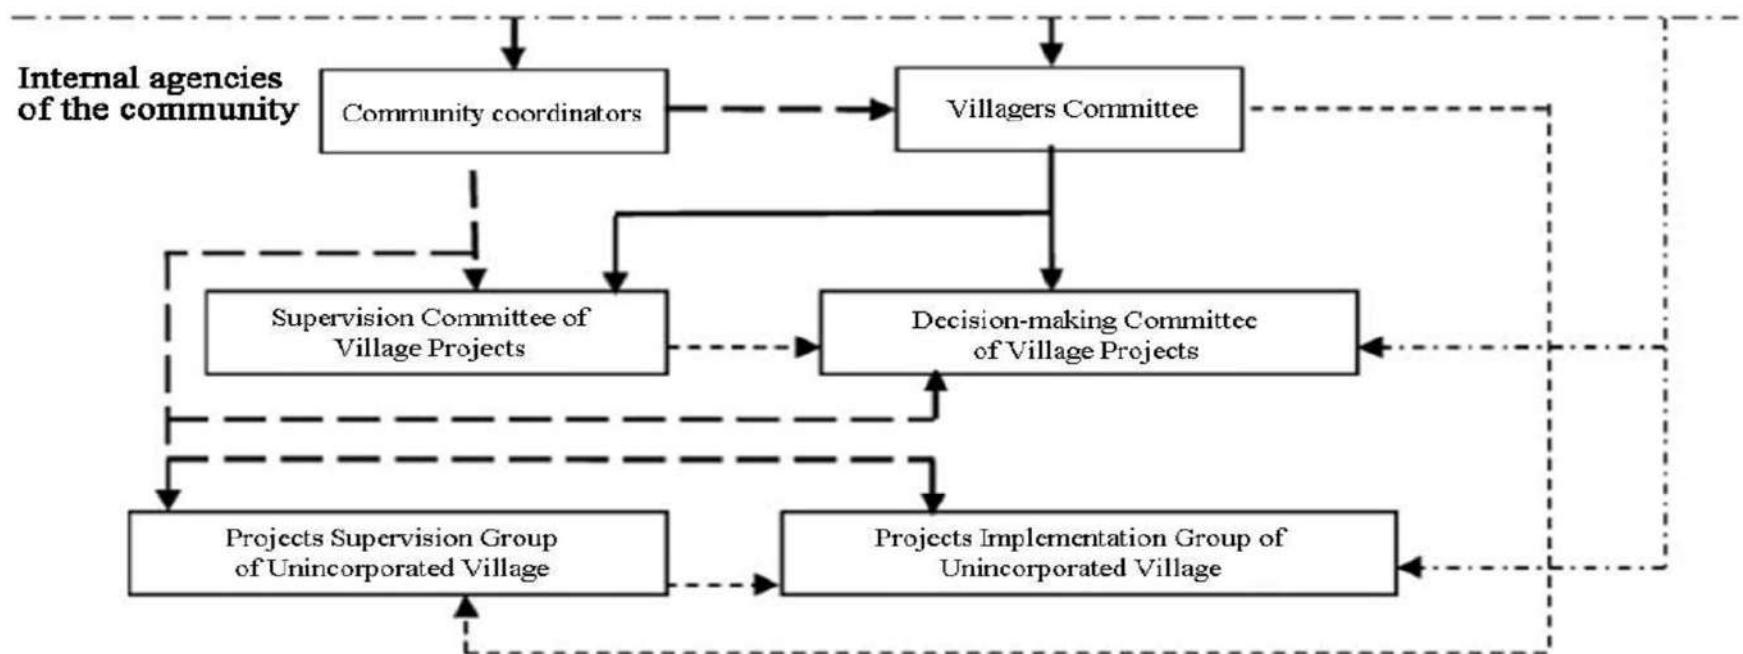 Internal agencies
of the community
Community coordinators
Villagers Committee
Supervision Committee of
Village Projects
Decision-making Committee
of Village Projects
Projects Supervision Group
of Unincorporated Village
Projects Implementation Group of
Unincorporated Village